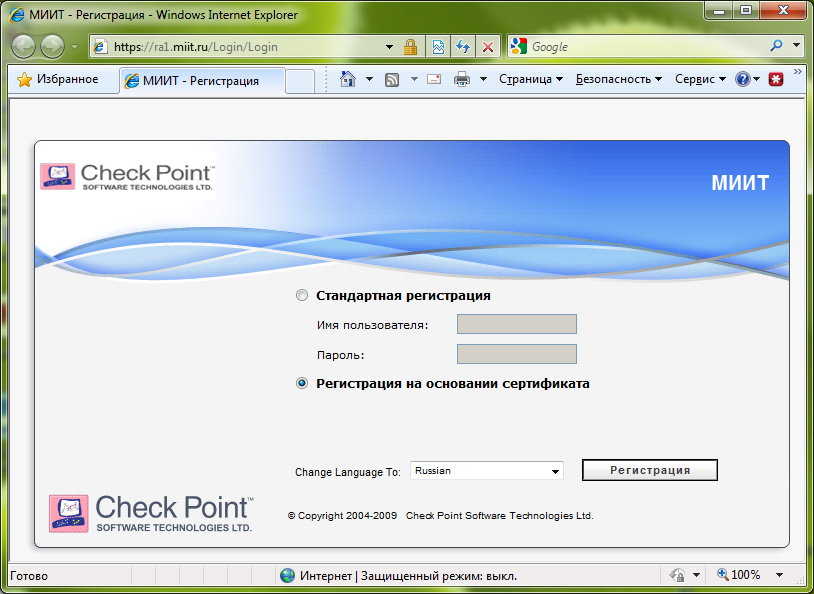 МИИТ - Регистрация - Windows Internet Explorer
https://ra1.miit.ru/Login/Login
Google
Избранное
МИИТ - Регистрация
Страница
Безопасность
Сервис
»
Check Point™
SOFTWARE TECHNOLOGIES LTD.
МИИТ
Стандартная регистрация
Имя пользователя:
Пароль:
Регистрация на основании сертификата
Change Language To: Russian
Регистрация
Check Point™
SOFTWARE TECHNOLOGIES LTD.
© Copyright 2004-2009 Check Point Software Technologies Ltd.
Готово
Интернет | Защищенный режим: выкл.
100%